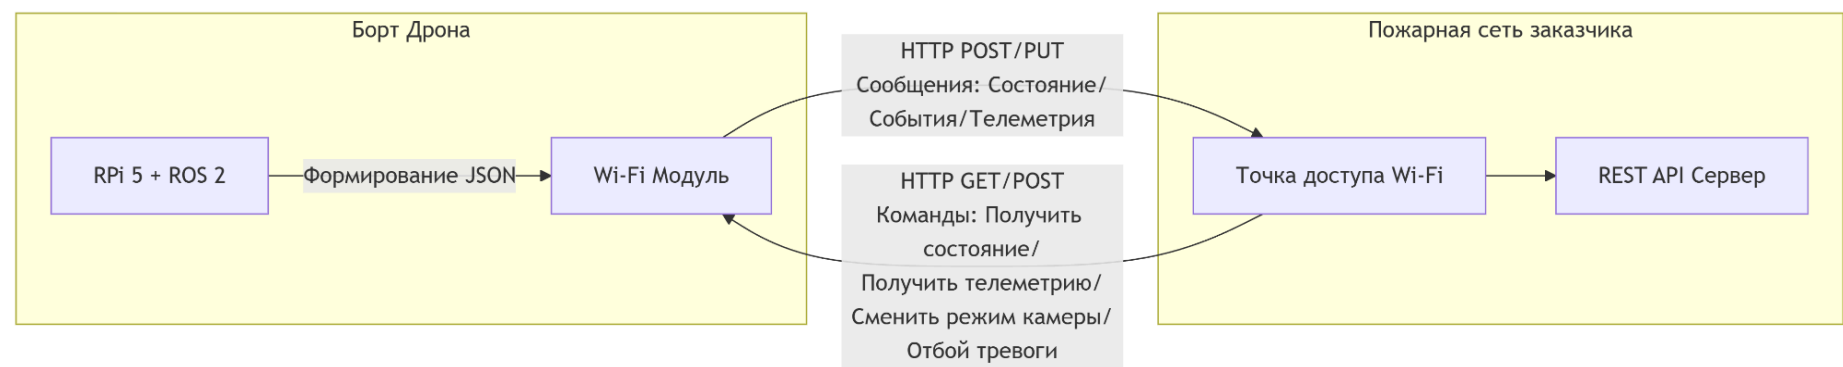 Борт Дрона
RPi 5 + ROS 2
Формирование JSON
Wi-Fi Модуль
HTTP POST/PUT
Сообщения: Состояние/
События/Телеметрия
HTTP GET/POST
Команды: Получить
состояние/
Получить телеметрию/
Сменить режим камеры/
Отбой тревоги
Пожарная сеть заказчика
Точка доступа Wi-Fi
REST API Сервер